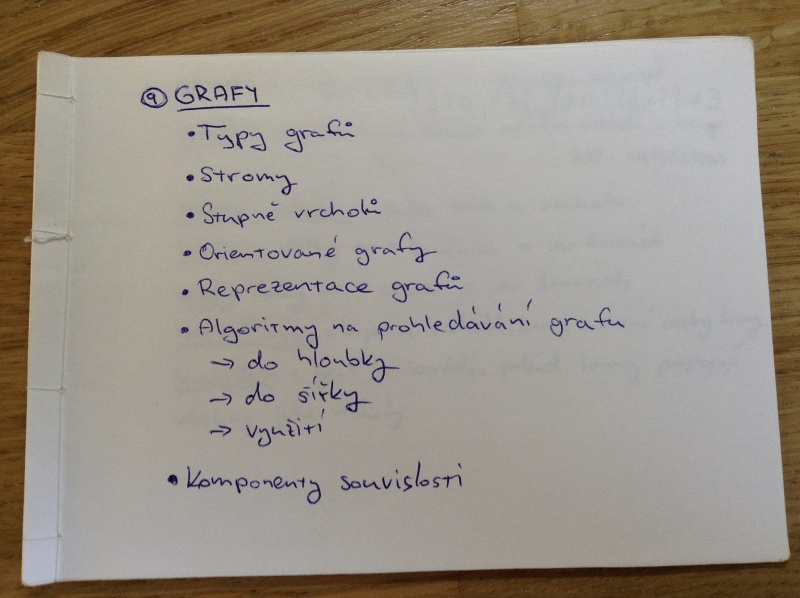 9 GRAFY
• Typy grafů
• Stromy
• Stupně vrcholů
• Orientované grafy
• Reprezentace grafů
• Algoritmy na prohledávání grafu
→ do hloubky
→ do šířky
→ využití
• Komponenty souvislosti